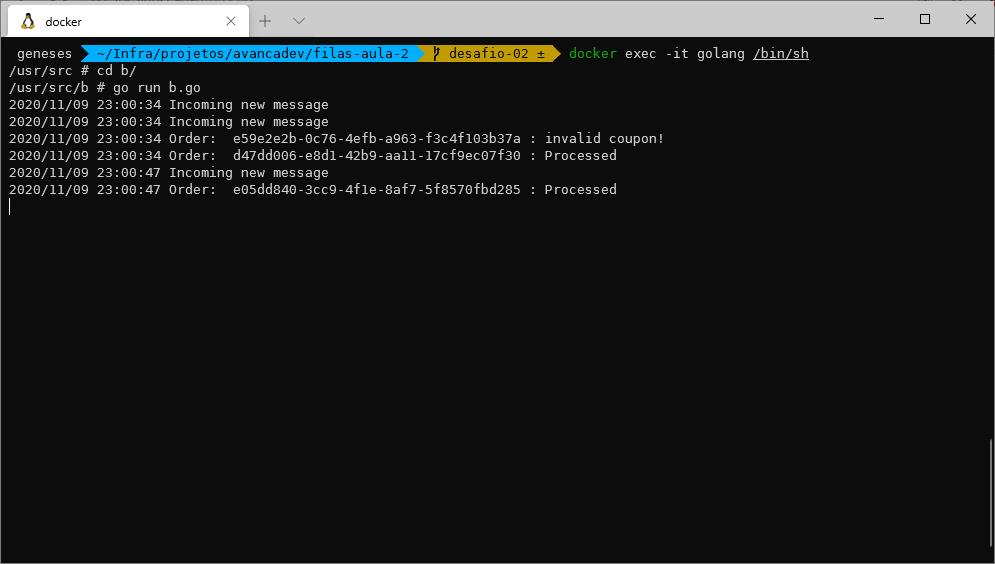 docker
geneses ~/Infra/projetos/avancadev/filas-aula-2 desafio-02 ± docker exec -it golang /bin/sh
/usr/src # cd b/
/usr/src/b # go run b.go
2020/11/09 23:00:34 Incoming new message
2020/11/09 23:00:34 Incoming new message
2020/11/09 23:00:34 Order:  e59e2e2b-0c76-4efb-a963-f3c4f103b37a : invalid coupon!
2020/11/09 23:00:34 Order:  d47dd006-e8d1-42b9-aa11-17cf9ec07f30 : Processed
2020/11/09 23:00:47 Incoming new message
2020/11/09 23:00:47 Order:  e05dd840-3cc9-4f1e-8af7-5f8570fbd285 : Processed